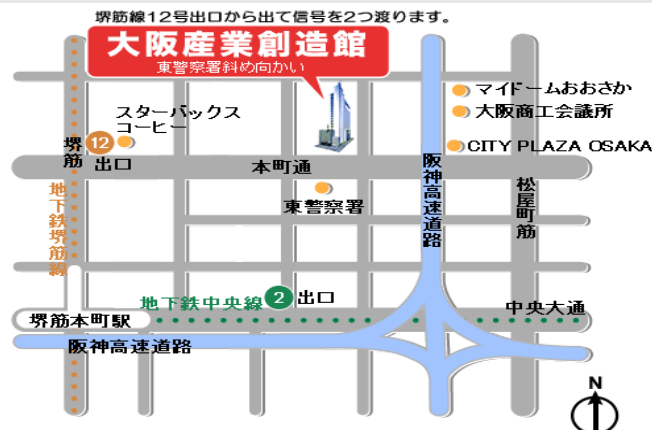 堺筋線12号出口から出て信号を2つ渡ります。
大阪産業創造館
東警察署斜め向かい
マイドームおおさか
大阪商工会議所
CITY PLAZA OSAKA
スターバックス
コーヒー
12
出口
堺筋
本町通
阪神高速道路
松屋町筋
東警察署
地下鉄堺筋線
地下鉄中央線
2
出口
中央大通
堺筋本町駅
阪神高速道路
N